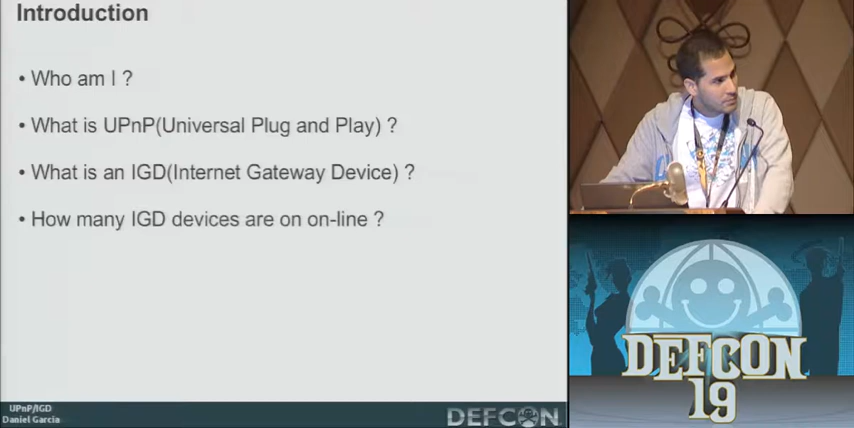 Introduction
• Who am I ?
• What is UPnP(Universal Plug and Play) ?
• What is an IGD(Internet Gateway Device) ?
• How many IGD devices are on on-line ?
UPnP/IGD
Daniel Garcia
DEFCON
DEFCON
19